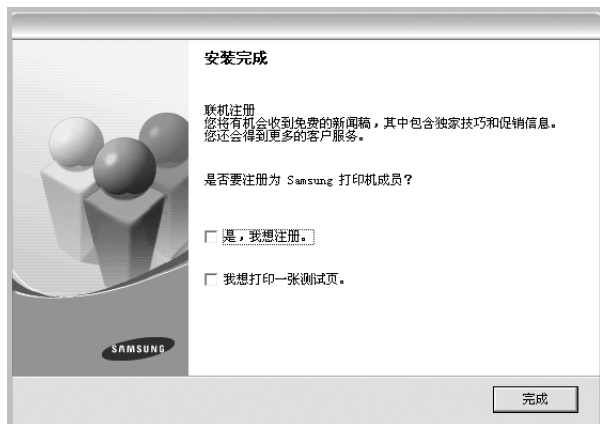 安装完成
联机注册
您将有机会收到免费的新闻稿，其中包含独家技巧和促销信息。
您还会得到更多的客户服务。
是否要注册为 Samsung 打印机成员？
是，我想注册。
我想打印一张测试页。
SAMSUNG
完成